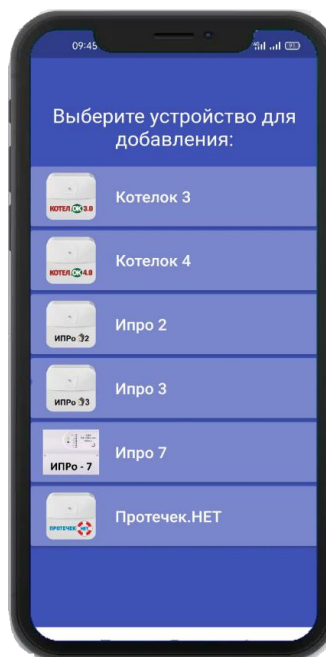 09:45
91
Выберите устройство для
добавления:
КОТЕЛ ОК 3.0
Котелок 3
КОТЕЛ ОК 4.0
Котелок 4
ИПРо 2
Ипро 2
ИПРо 3
Ипро 3
ИПРо - 7
Ипро 7
ПРОТЕЧЕК НЕТ
Протечек.НЕТ